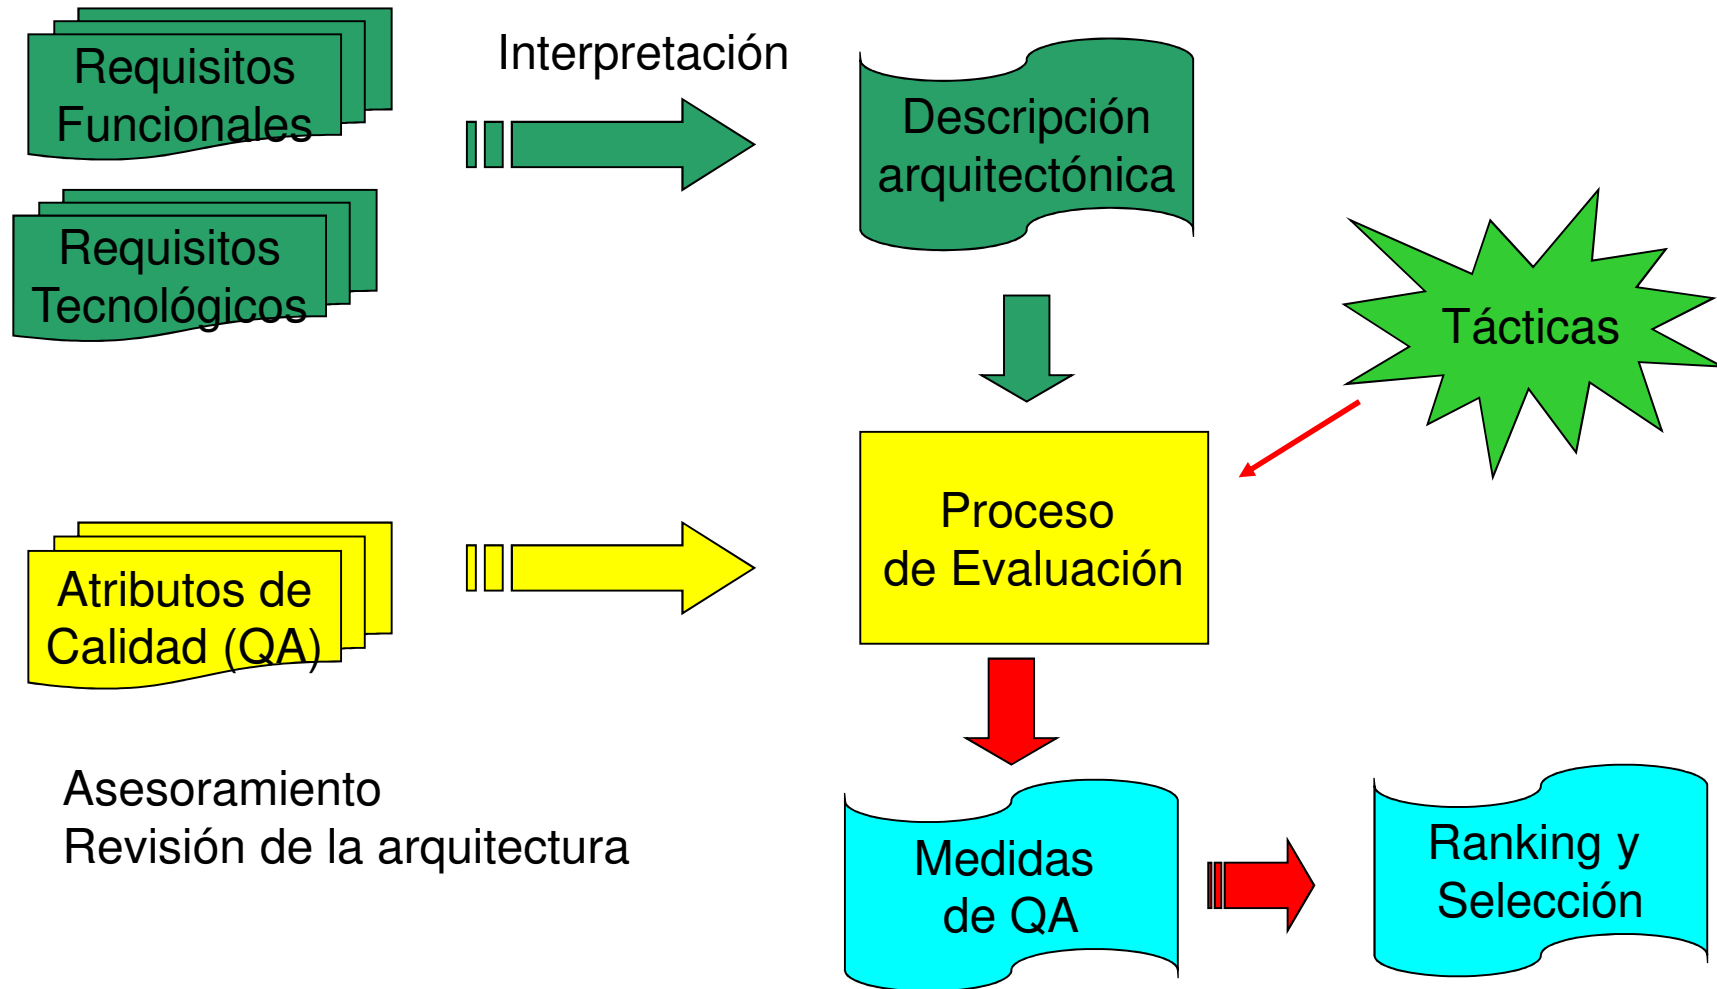 Requisitos
Funcionales
Interpretación
Descripción
arquitectónica
Requisitos
Tecnológicos
Tácticas
Proceso
de Evaluación
Atributos de
Calidad (QA)
Asesoramiento
Revisión de la arquitectura
Medidas
de QA
Ranking y
Selección